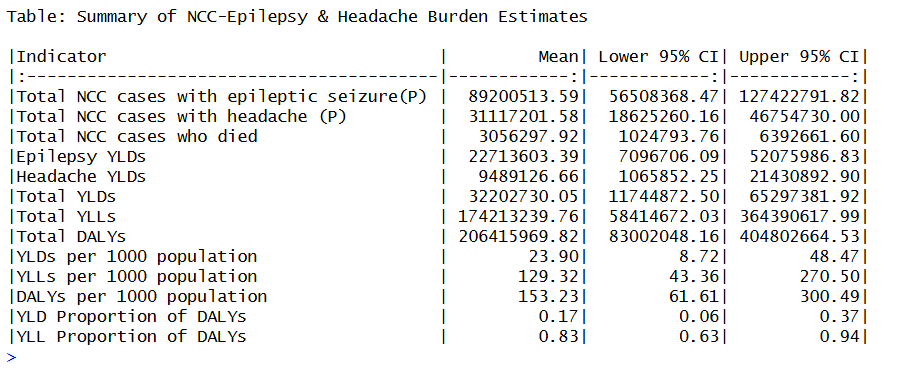 Table: Summary of NCC-Epilepsy & Headache Burden Estimates
|Indicator | Mean| Lower 95% CI| Upper 95% CI|
|:-----------------------------------------|------------:|------------:|------------:|
|Total NCC cases with epileptic seizure(P) | 89200513.59| 56508368.47| 127422791.82|
|Total NCC cases with headache (P) | 31117201.58| 18625260.16| 46754730.00|
|Total NCC cases who died | 3056297.92| 1024793.76| 6392661.60|
|Epilepsy YLDs | 22713603.39| 7096706.09| 52075986.83|
|Headache YLDs | 9489126.66| 1065852.25| 21430892.90|
|Total YLDs | 32202730.05| 11744872.50| 65297381.92|
|Total YLLs | 174213239.76| 58414672.03| 364390617.99|
|Total DALYs | 206415969.82| 83002048.16| 404802664.53|
|YLDs per 1000 population | 23.90| 8.72| 48.47|
|YLLs per 1000 population | 129.32| 43.36| 270.50|
|DALYs per 1000 population | 153.23| 61.61| 300.49|
|YLD Proportion of DALYs | 0.17| 0.06| 0.37|
|YLL Proportion of DALYs | 0.83| 0.63| 0.94|
>